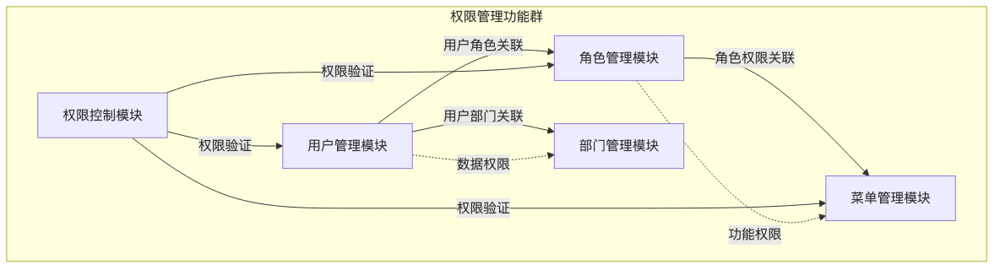 权限管理功能群
用户角色关联
角色管理模块
角色权限关联
权限验证
权限控制模块
用户部门关联
权限验证
用户管理模块
部门管理模块
数据权限
菜单管理模块
权限验证
功能权限